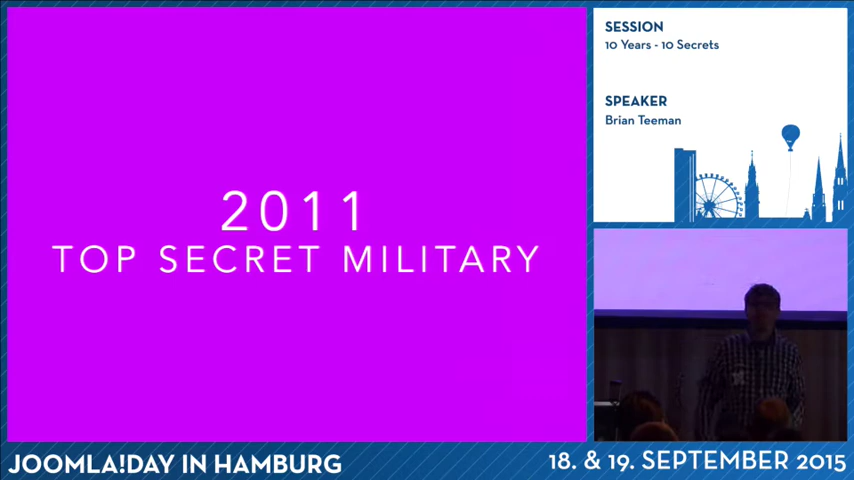 2011
TOP SECRET MILITARY
SESSION
10 Years - 10 Secrets
SPEAKER
Brian Teeman
JOOMLA!DAY IN HAMBURG
18. & 19. SEPTEMBER 2015